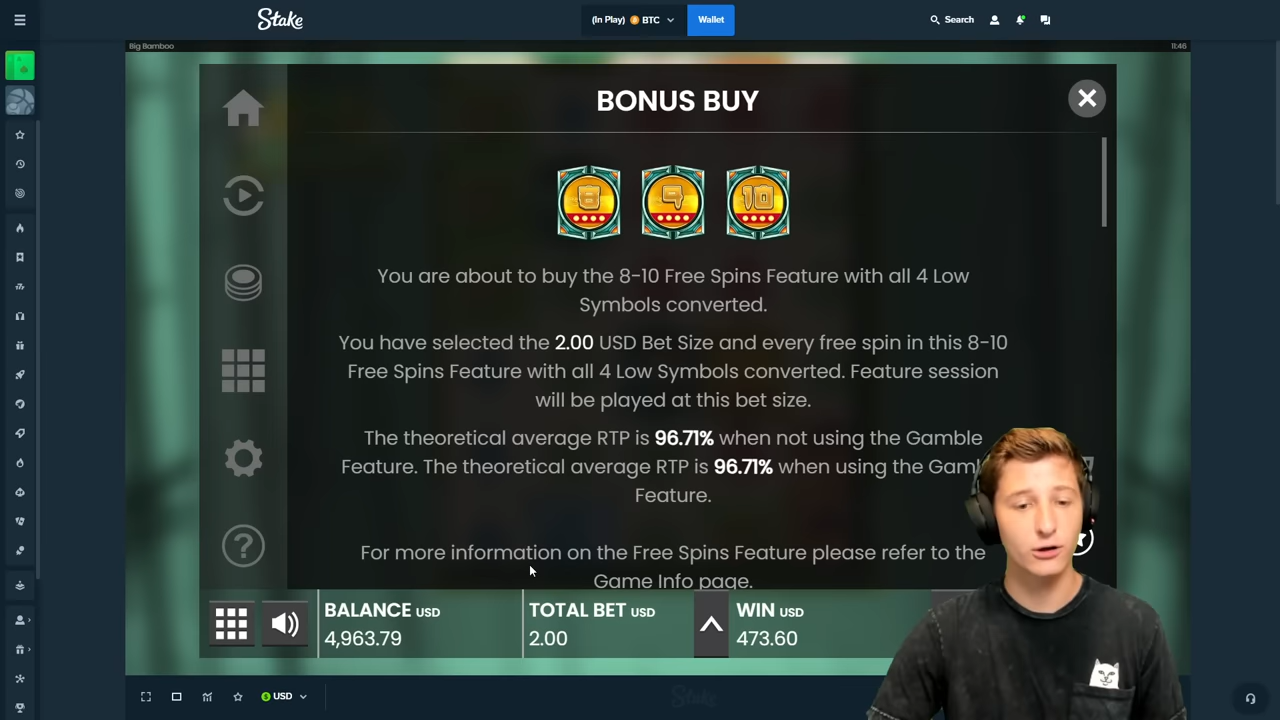 Stake
(In Play) BTC
Wallet
Search
Big Bamboo
11:46
BONUS BUY
8 9 10
You are about to buy the 8-10 Free Spins Feature with all 4 Low
Symbols converted.
You have selected the 2.00 USD Bet Size and every free spin in this 8-10
Free Spins Feature with all 4 Low Symbols converted. Feature session
will be played at this bet size.
The theoretical average RTP is 96.71% when not using the Gamble
Feature. The theoretical average RTP is 96.71% when using the
Feature.
For more information on the Free Spins Feature please refer to the
Game Info page.
BALANCE USD
4,963.79
TOTAL BET USD
2.00
WIN USD
473.60
USD
Stake